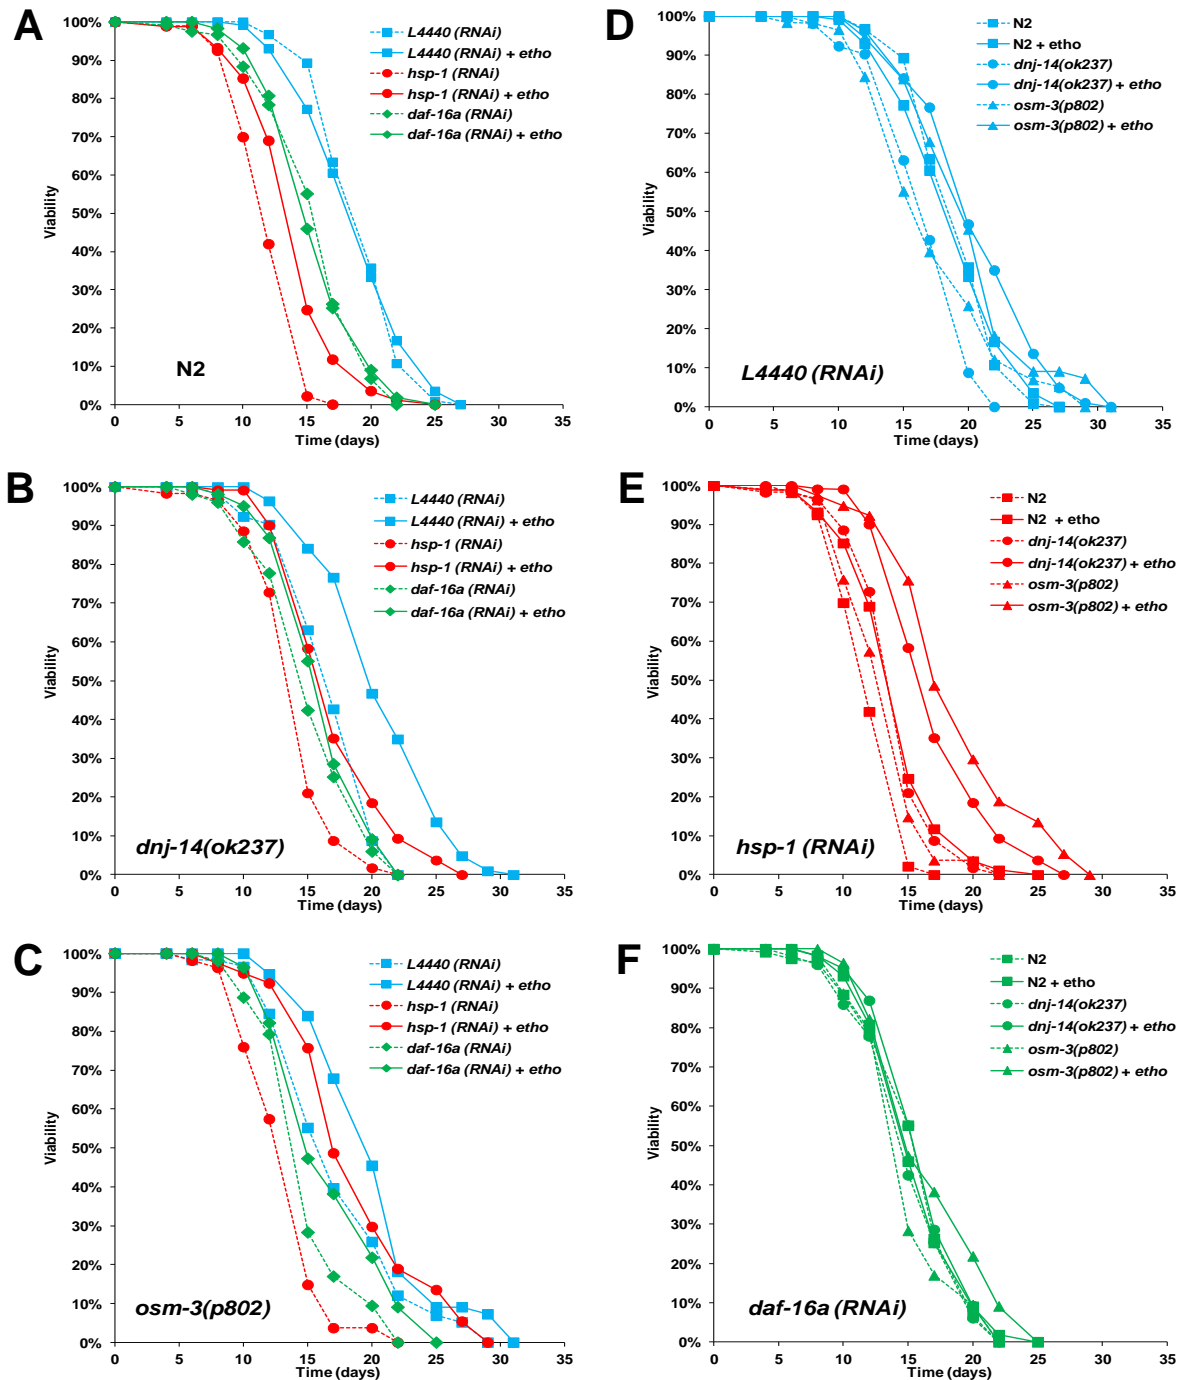 A
100%
90%
80%
70%
60%
50%
40%
30%
20%
10%
0%
Viability
0 5 10 15 20 25 30 35
Time (days)
L4440 (RNAi)
L4440 (RNAi) + etho
hsp-1 (RNAi)
hsp-1 (RNAi) + etho
daf-16a (RNAi)
daf-16a (RNAi) + etho
N2
D
100%
90%
80%
70%
60%
50%
40%
30%
20%
10%
0%
Viability
0 5 10 15 20 25 30 35
Time (days)
N2
N2 + etho
dnj-14(ok237)
dnj-14(ok237) + etho
osm-3(p802)
osm-3(p802) + etho
L4440 (RNAi)
B
100%
90%
80%
70%
60%
50%
40%
30%
20%
10%
0%
Viability
0 5 10 15 20 25 30 35
Time (days)
L4440 (RNAi)
L4440 (RNAi) + etho
hsp-1 (RNAi)
hsp-1 (RNAi) + etho
daf-16a (RNAi)
daf-16a (RNAi) + etho
dnj-14(ok237)
E
100%
90%
80%
70%
60%
50%
40%
30%
20%
10%
0%
Viability
0 5 10 15 20 25 30 35
Time (days)
N2
N2 + etho
dnj-14(ok237)
dnj-14(ok237) + etho
osm-3(p802)
osm-3(p802) + etho
hsp-1 (RNAi)
C
100%
90%
80%
70%
60%
50%
40%
30%
20%
10%
0%
Viability
0 5 10 15 20 25 30 35
Time (days)
L4440 (RNAi)
L4440 (RNAi) + etho
hsp-1 (RNAi)
hsp-1 (RNAi) + etho
daf-16a (RNAi)
daf-16a (RNAi) + etho
osm-3(p802)
F
100%
90%
80%
70%
60%
50%
40%
30%
20%
10%
0%
Viability
0 5 10 15 20 25 30 35
Time (days)
N2
N2 + etho
dnj-14(ok237)
dnj-14(ok237) + etho
osm-3(p802)
osm-3(p802) + etho
daf-16a (RNAi)